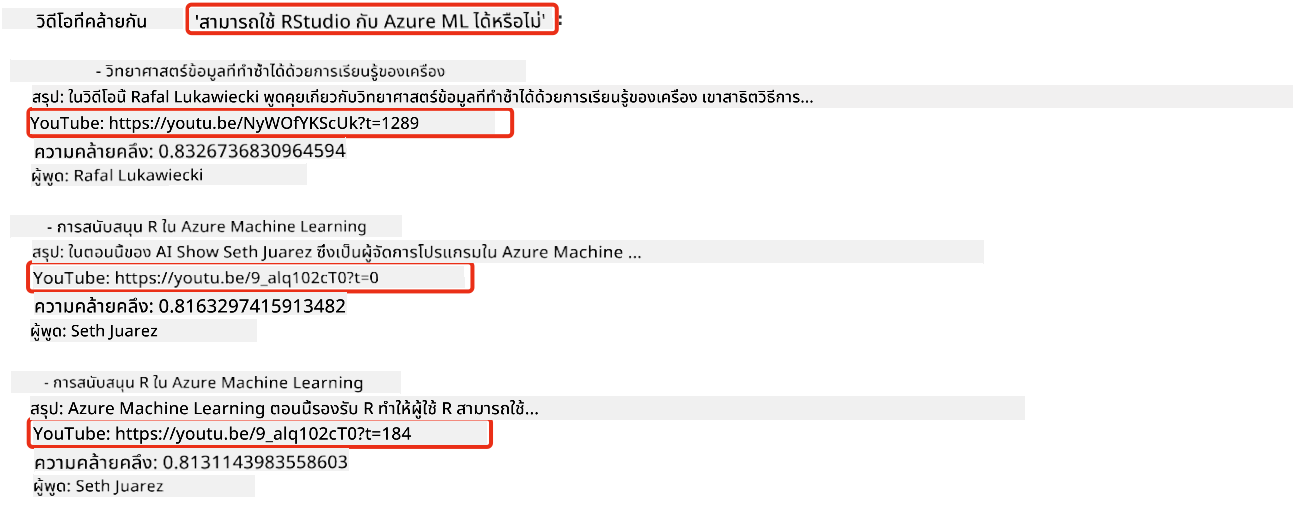 วิดีโอที่คล้ายกัน 'สามารถใช้ RStudio กับ Azure ML ได้หรือไม่' :
- วิทยาศาสตร์ข้อมูลที่ทำซ้ำได้ด้วยการเรียนรู้ของเครื่อง
สรุป: ในวิดีโอนี้ Rafal Lukawiecki พูดคุยเกี่ยวกับวิทยาศาสตร์ข้อมูลที่ทำซ้ำได้ด้วยการเรียนรู้ของเครื่อง เขาสาธิตวิธีการ...
YouTube: https://youtu.be/NyWOfYKScUk?t=1289
ความคล้ายคลึง: 0.8326736830964594
ผู้พูด: Rafal Lukawiecki
- การสนับสนุน R ใน Azure Machine Learning
สรุป: ในตอนนี้ของ AI Show Seth Juarez ซึ่งเป็นผู้จัดการโปรแกรมใน Azure Machine ...
YouTube: https://youtu.be/9_alq102cT0?t=0
ความคล้ายคลึง: 0.8163297415913482
ผู้พูด: Seth Juarez
- การสนับสนุน R ใน Azure Machine Learning
สรุป: Azure Machine Learning ตอนนี้รองรับ R ทำให้ผู้ใช้ R สามารถใช้...
YouTube: https://youtu.be/9_alq102cT0?t=184
ความคล้ายคลึง: 0.8131143983558603
ผู้พูด: Seth Juarez